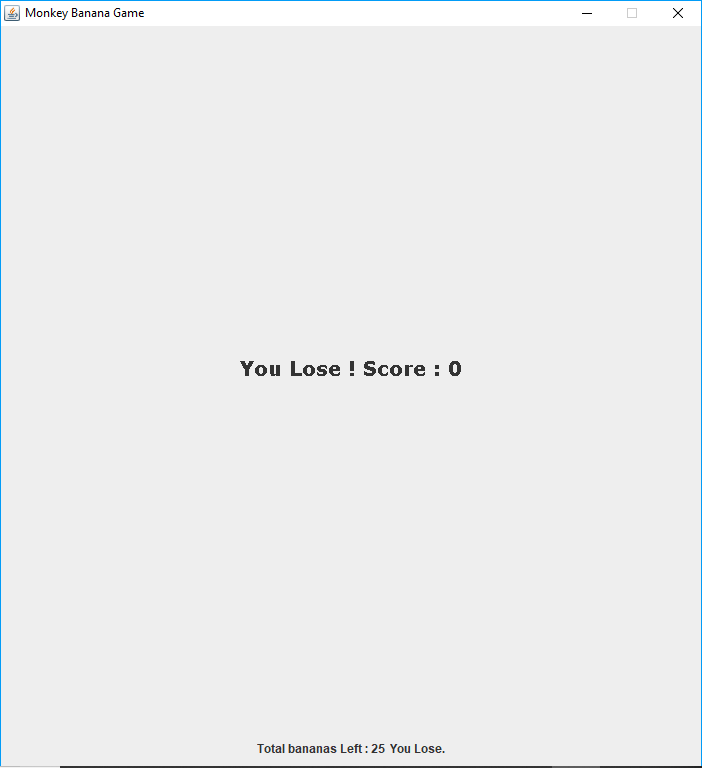 Monkey Banana Game
You Lose ! Score : 0
Total bananas Left : 25 You Lose.